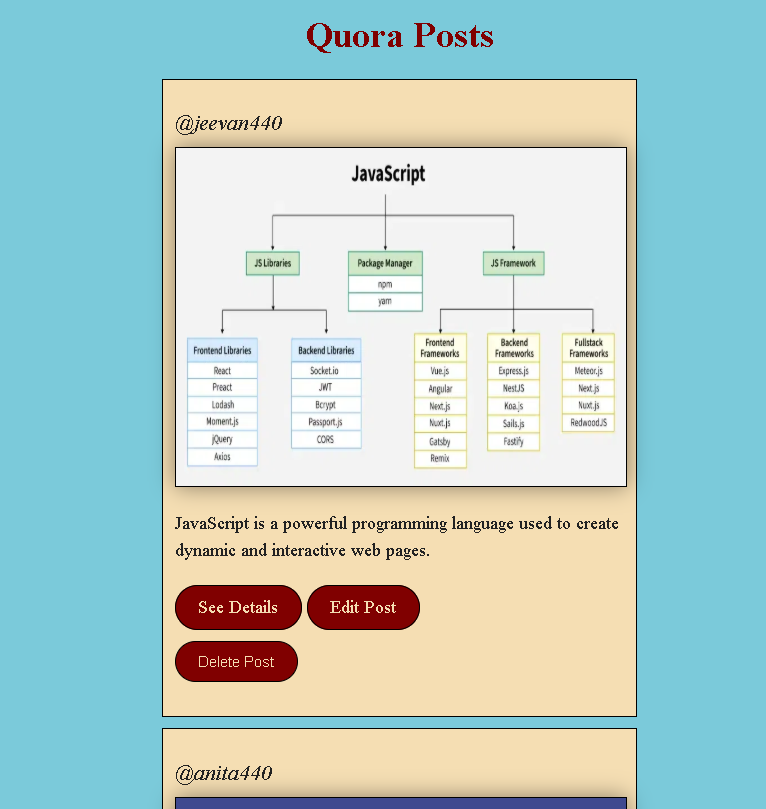 Quora Posts
@jeevan440
JavaScript
JS Libraries
Package Manager
npm
yarn
JS Framework
Frontend Libraries
React
Preact
Lodash
Moment.js
jQuery
Axios
Backend Libraries
Socket.io
JWT
Bcrypt
Passport.js
CORS
Frontend
Frameworks
Vue.js
Angular
Next.js
Nuxt.js
Gatsby
Remix
Backend
Frameworks
Express.js
NestJS
Koa.js
Sails.js
Fastify
Fullstack
Frameworks
Meteor.js
Next.js
Nuxt.js
RedwoodJS
JavaScript is a powerful programming language used to create
dynamic and interactive web pages.
See Details
Edit Post
Delete Post
@anita440